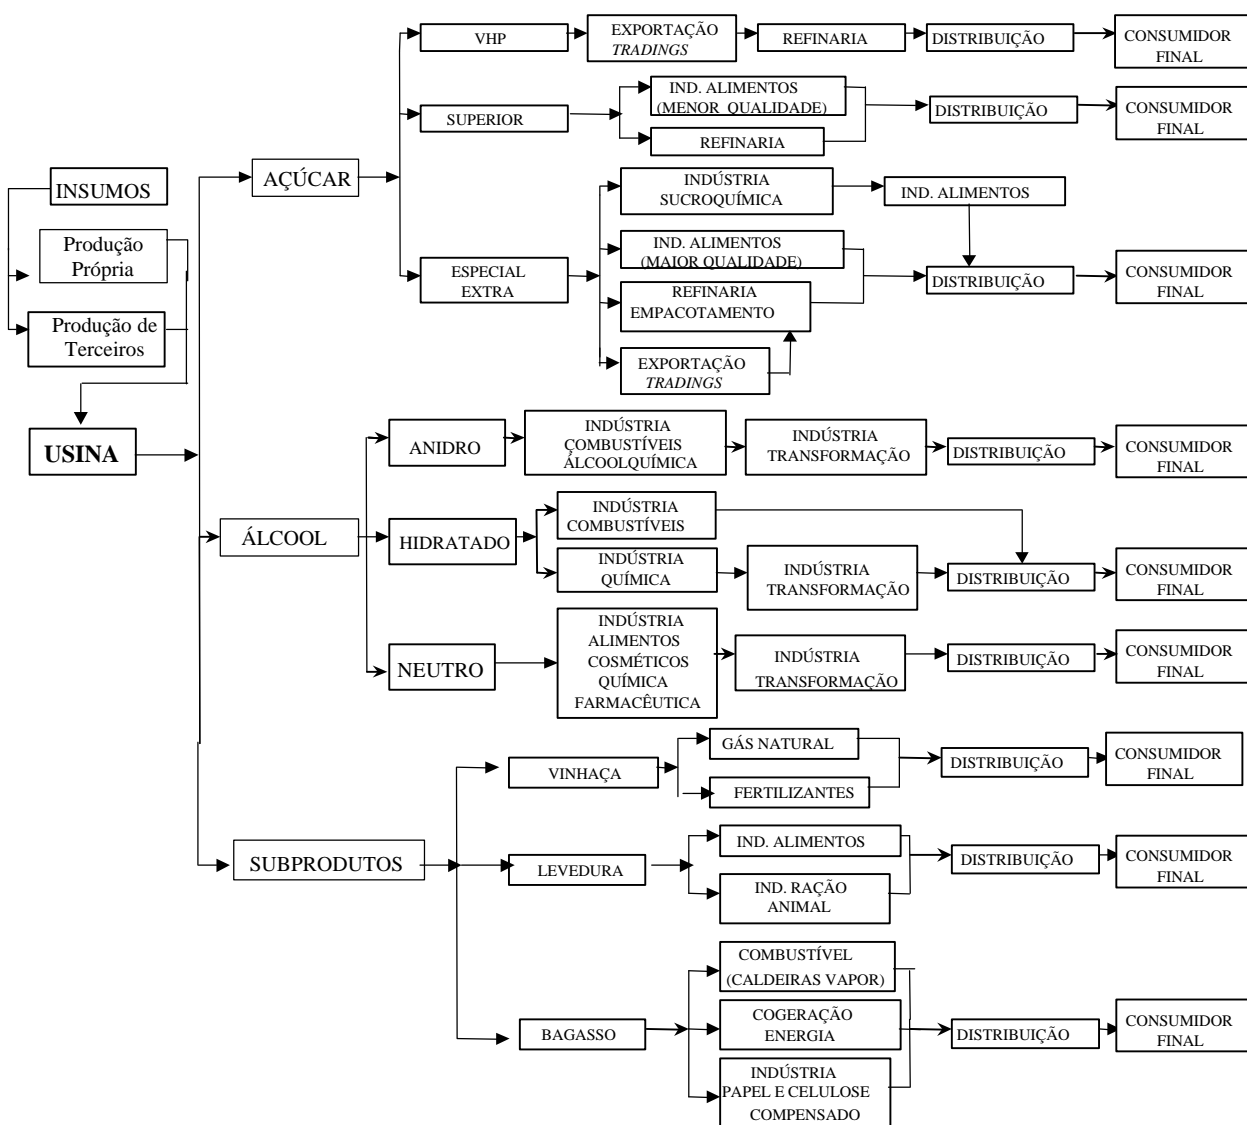 INSUMOS
Produção
Própria
Produção de
Terceiros
USINA
AÇÚCAR
VHP
EXPORTAÇÃO
TRADINGS
REFINARIA
DISTRIBUIÇÃO
CONSUMIDOR
FINAL
SUPERIOR
IND. ALIMENTOS
(MENOR QUALIDADE)
REFINARIA
DISTRIBUIÇÃO
CONSUMIDOR
FINAL
ESPECIAL
EXTRA
INDÚSTRIA
SUCROQUÍMICA
IND. ALIMENTOS
IND. ALIMENTOS
(MAIOR QUALIDADE)
REFINARIA
EMPACOTAMENTO
EXPORTAÇÃO
TRADINGS
DISTRIBUIÇÃO
CONSUMIDOR
FINAL
ÁLCOOL
ANIDRO
INDÚSTRIA
COMBUSTÍVEIS
ÁLCOOLQUÍMICA
INDÚSTRIA
TRANSFORMAÇÃO
DISTRIBUIÇÃO
CONSUMIDOR
FINAL
HIDRATADO
INDÚSTRIA
COMBUSTÍVEIS
INDÚSTRIA
QUÍMICA
INDÚSTRIA
TRANSFORMAÇÃO
DISTRIBUIÇÃO
CONSUMIDOR
FINAL
NEUTRO
INDÚSTRIA
ALIMENTOS
COSMÉTICOS
QUÍMICA
FARMACÊUTICA
INDÚSTRIA
TRANSFORMAÇÃO
DISTRIBUIÇÃO
CONSUMIDOR
FINAL
SUBPRODUTOS
VINHAÇA
GÁS NATURAL
FERTILIZANTES
DISTRIBUIÇÃO
CONSUMIDOR
FINAL
LEVEDURA
IND. ALIMENTOS
IND. RAÇÃO
ANIMAL
DISTRIBUIÇÃO
CONSUMIDOR
FINAL
BAGASSO
COMBUSTÍVEL
(CALDEIRAS VAPOR)
COGERAÇÃO
ENERGIA
INDÚSTRIA
PAPEL E CELULOSE
COMPENSADO
DISTRIBUIÇÃO
CONSUMIDOR
FINAL